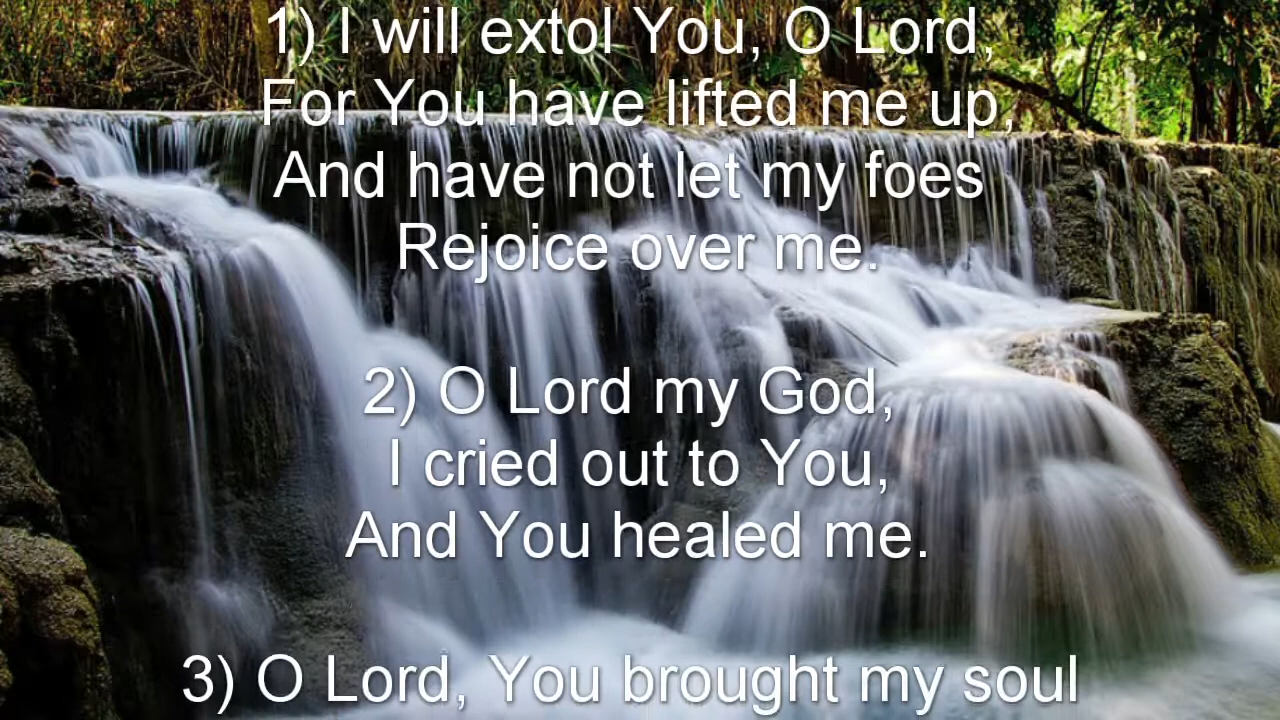 1) I will extol You, O Lord,
For You have lifted me up,
And have not let my foes
Rejoice over me.
2) O Lord my God,
I cried out to You,
And You healed me.
3) O Lord, You brought my soul